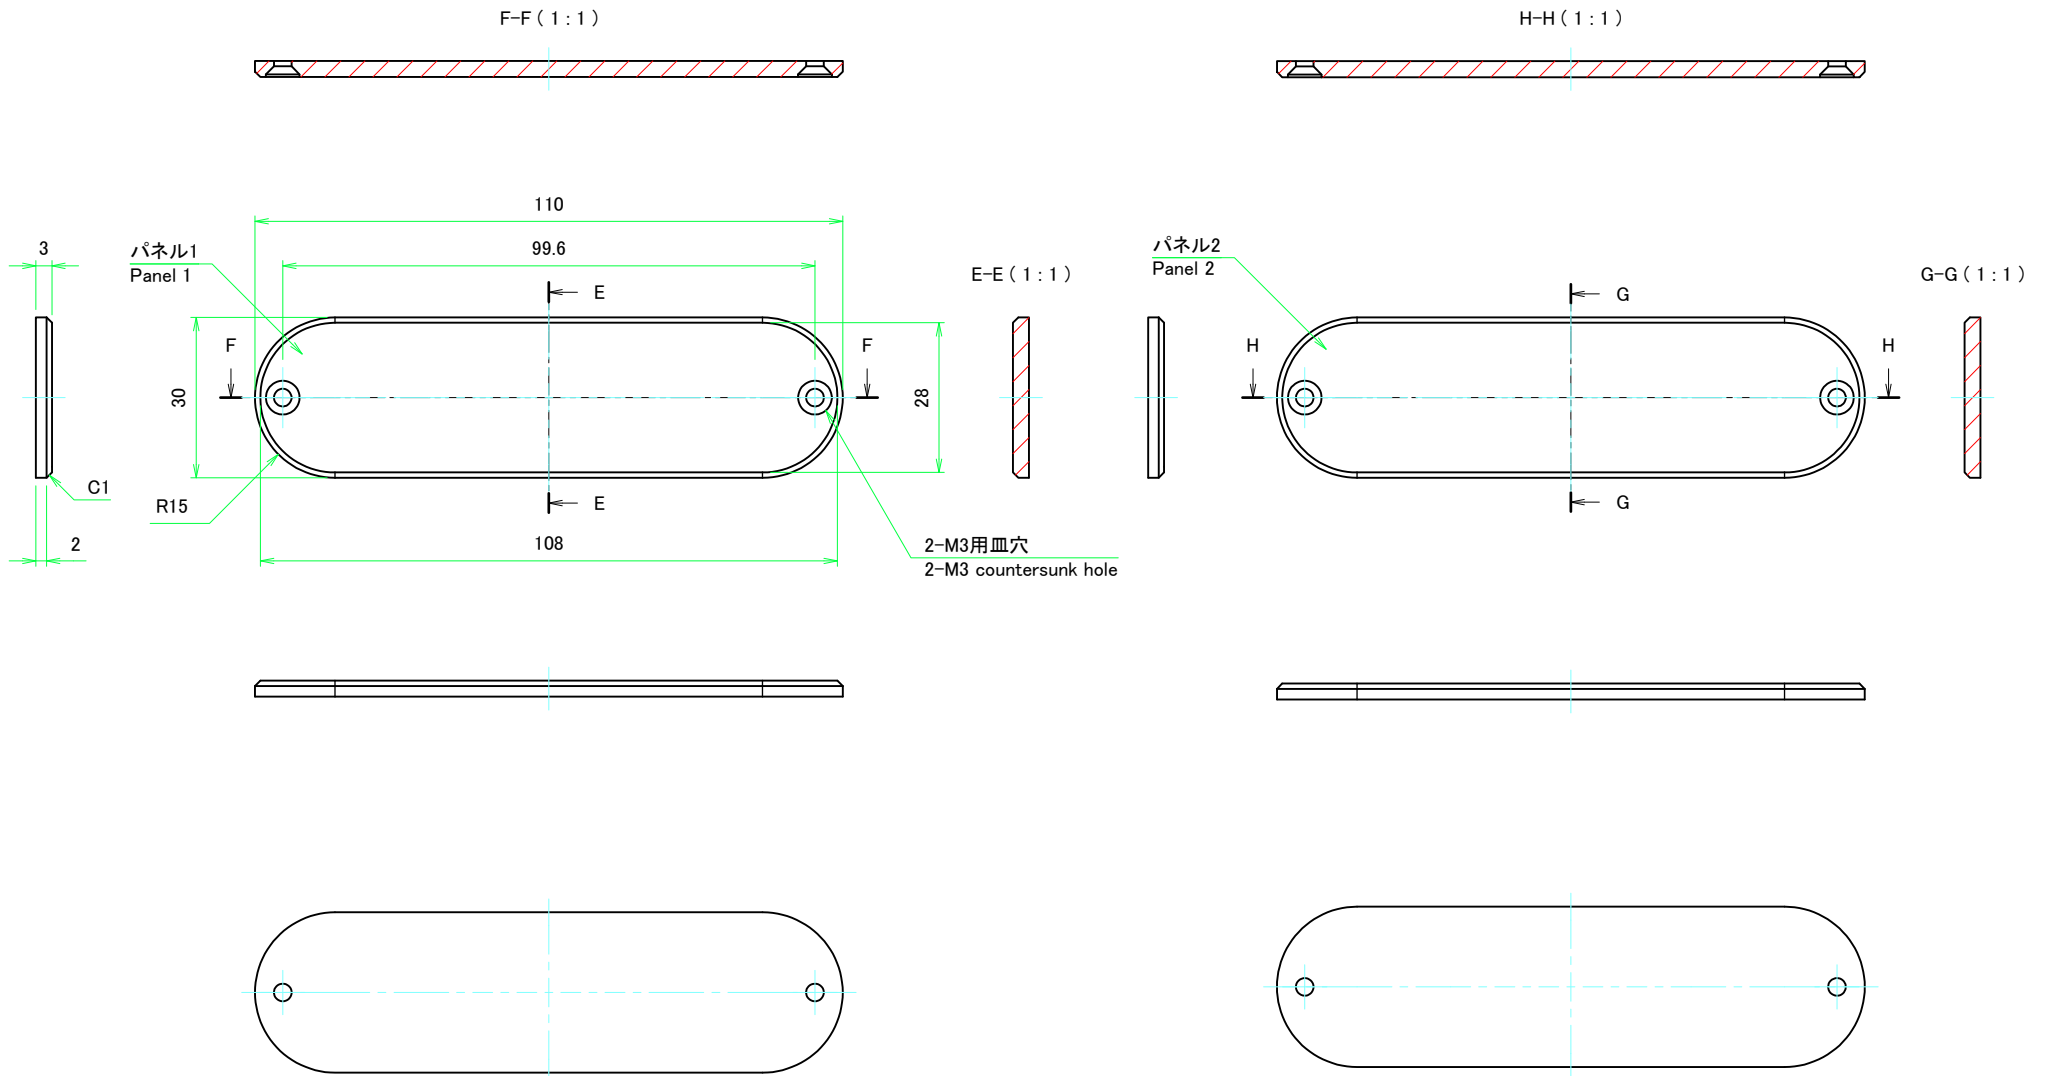 F-F ( 1 : 1 )
H-H ( 1 : 1 )
110
3
パネル1
Panel 1
99.6
E-E ( 1 : 1 )
パネル2
Panel 2
G-G ( 1 : 1 )
E
G
F
F
H
H
30
28
C1
R15
E
G
2
108
2-M3用皿穴
2-M3 countersunk hole